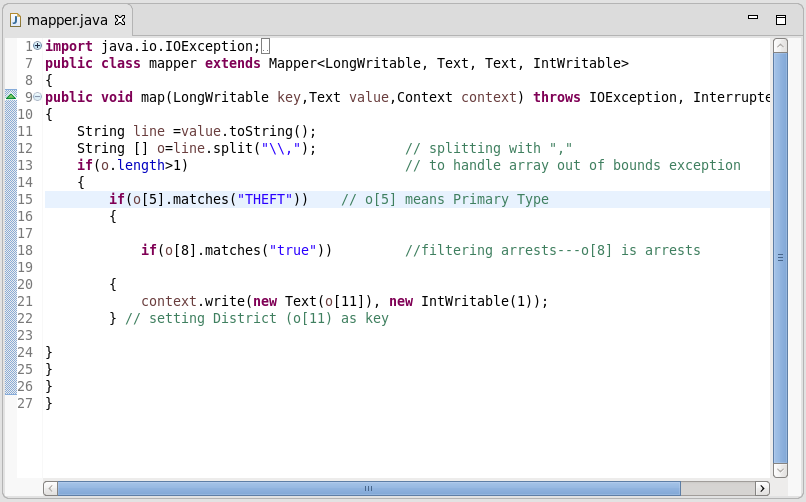 mapper.java
1 import java.io.IOException;
7 public class mapper extends Mapper<LongWritable, Text, Text, IntWritable>
8 {
9 public void map(LongWritable key,Text value,Context context) throws IOException, Interrupte
10 {
11 String line =value.toString();
12 String [] o=line.split("\\,"); // splitting with ","
13 if(o.length>1) // to handle array out of bounds exception
14 {
15 if(o[5].matches("THEFT")) // o[5] means Primary Type
16 {
17
18 if(o[8].matches("true")) //filtering arrests---o[8] is arrests
19
20 {
21 context.write(new Text(o[11]), new IntWritable(1));
22 } // setting District (o[11) as key
23
24 }
25 }
26 }
27 }